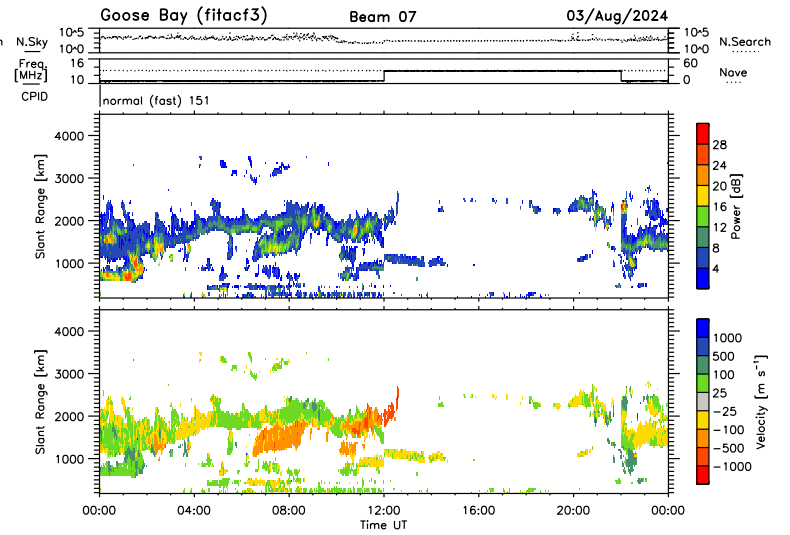 Goose Bay (fitacf3) Beam 07 03/Aug/2024
N.Sky 10^5 10^0 10^5 10^0 N.Search
Freq. [MHz] 16 10 60 0 Nave
CPID normal (fast) 151
Slant Range [km] 4000 3000 2000 1000
28 24 20 16 12 8 4 Power [dB]
Slant Range [km] 4000 3000 2000 1000
1000 500 100 25 -25 -100 -500 -1000 Velocity [m s⁻¹]
00:00 04:00 08:00 12:00 16:00 20:00 00:00
Time UT